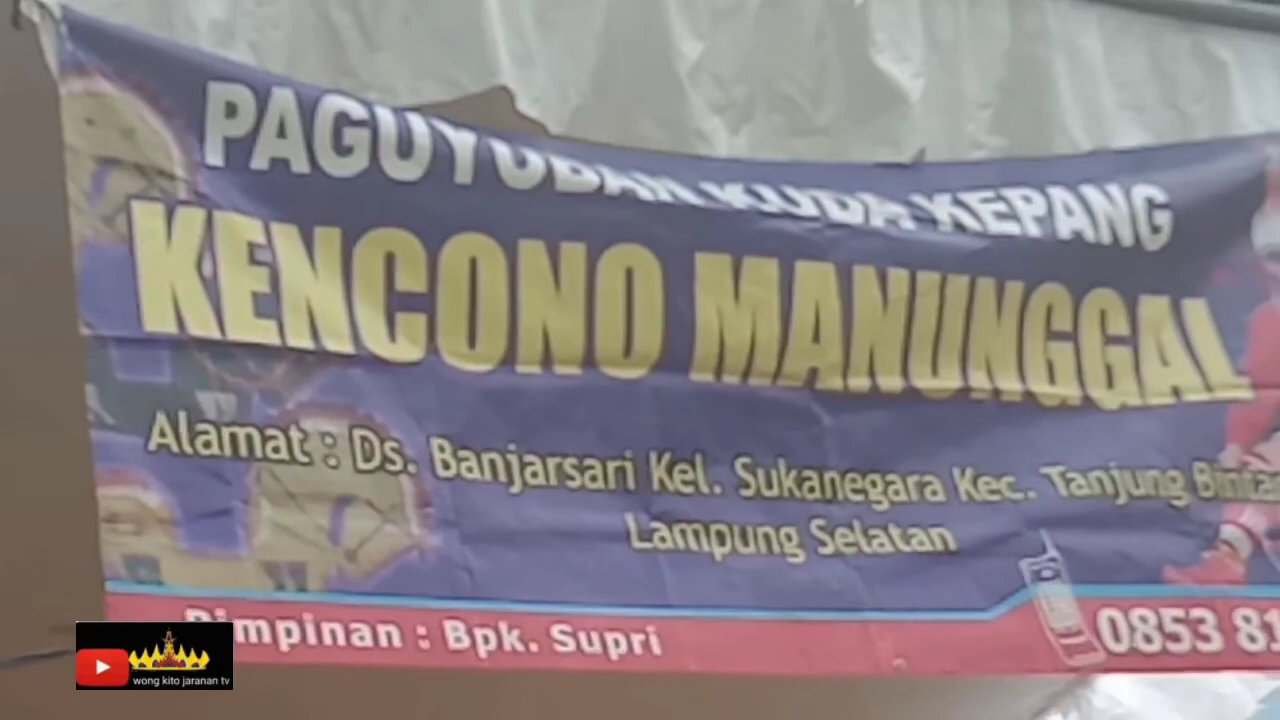 PAGUYUBAN KUDA KEPANG
KENCONO MANUNGGAL
Alamat : Ds. Banjarsari Kel. Sukanegara Kec. Tanjung
Lampung Selatan
Pimpinan : Bpk. Supri
0853 81
wong kito jaranan tv